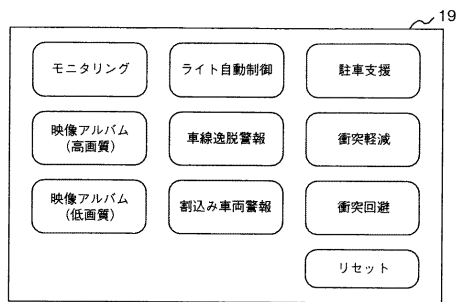 19
モニタリング
ライト自動制御
駐車支援
映像アルバム
(高画質)
車線逸脱警報
衝突軽減
映像アルバム
(低画質)
割込み車両警報
衝突回避
リセット